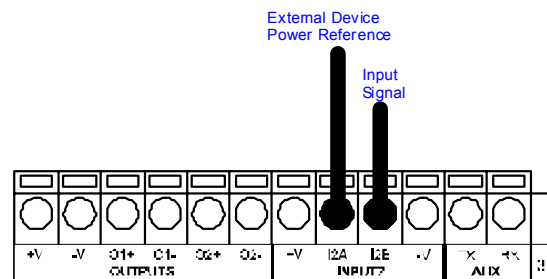 External Device
Power Reference
Input
Signal
+V -V O1+ O1- O2+ O2- -V I2A I2B -V TX RX
OUTPUTS INPUT2 AUX